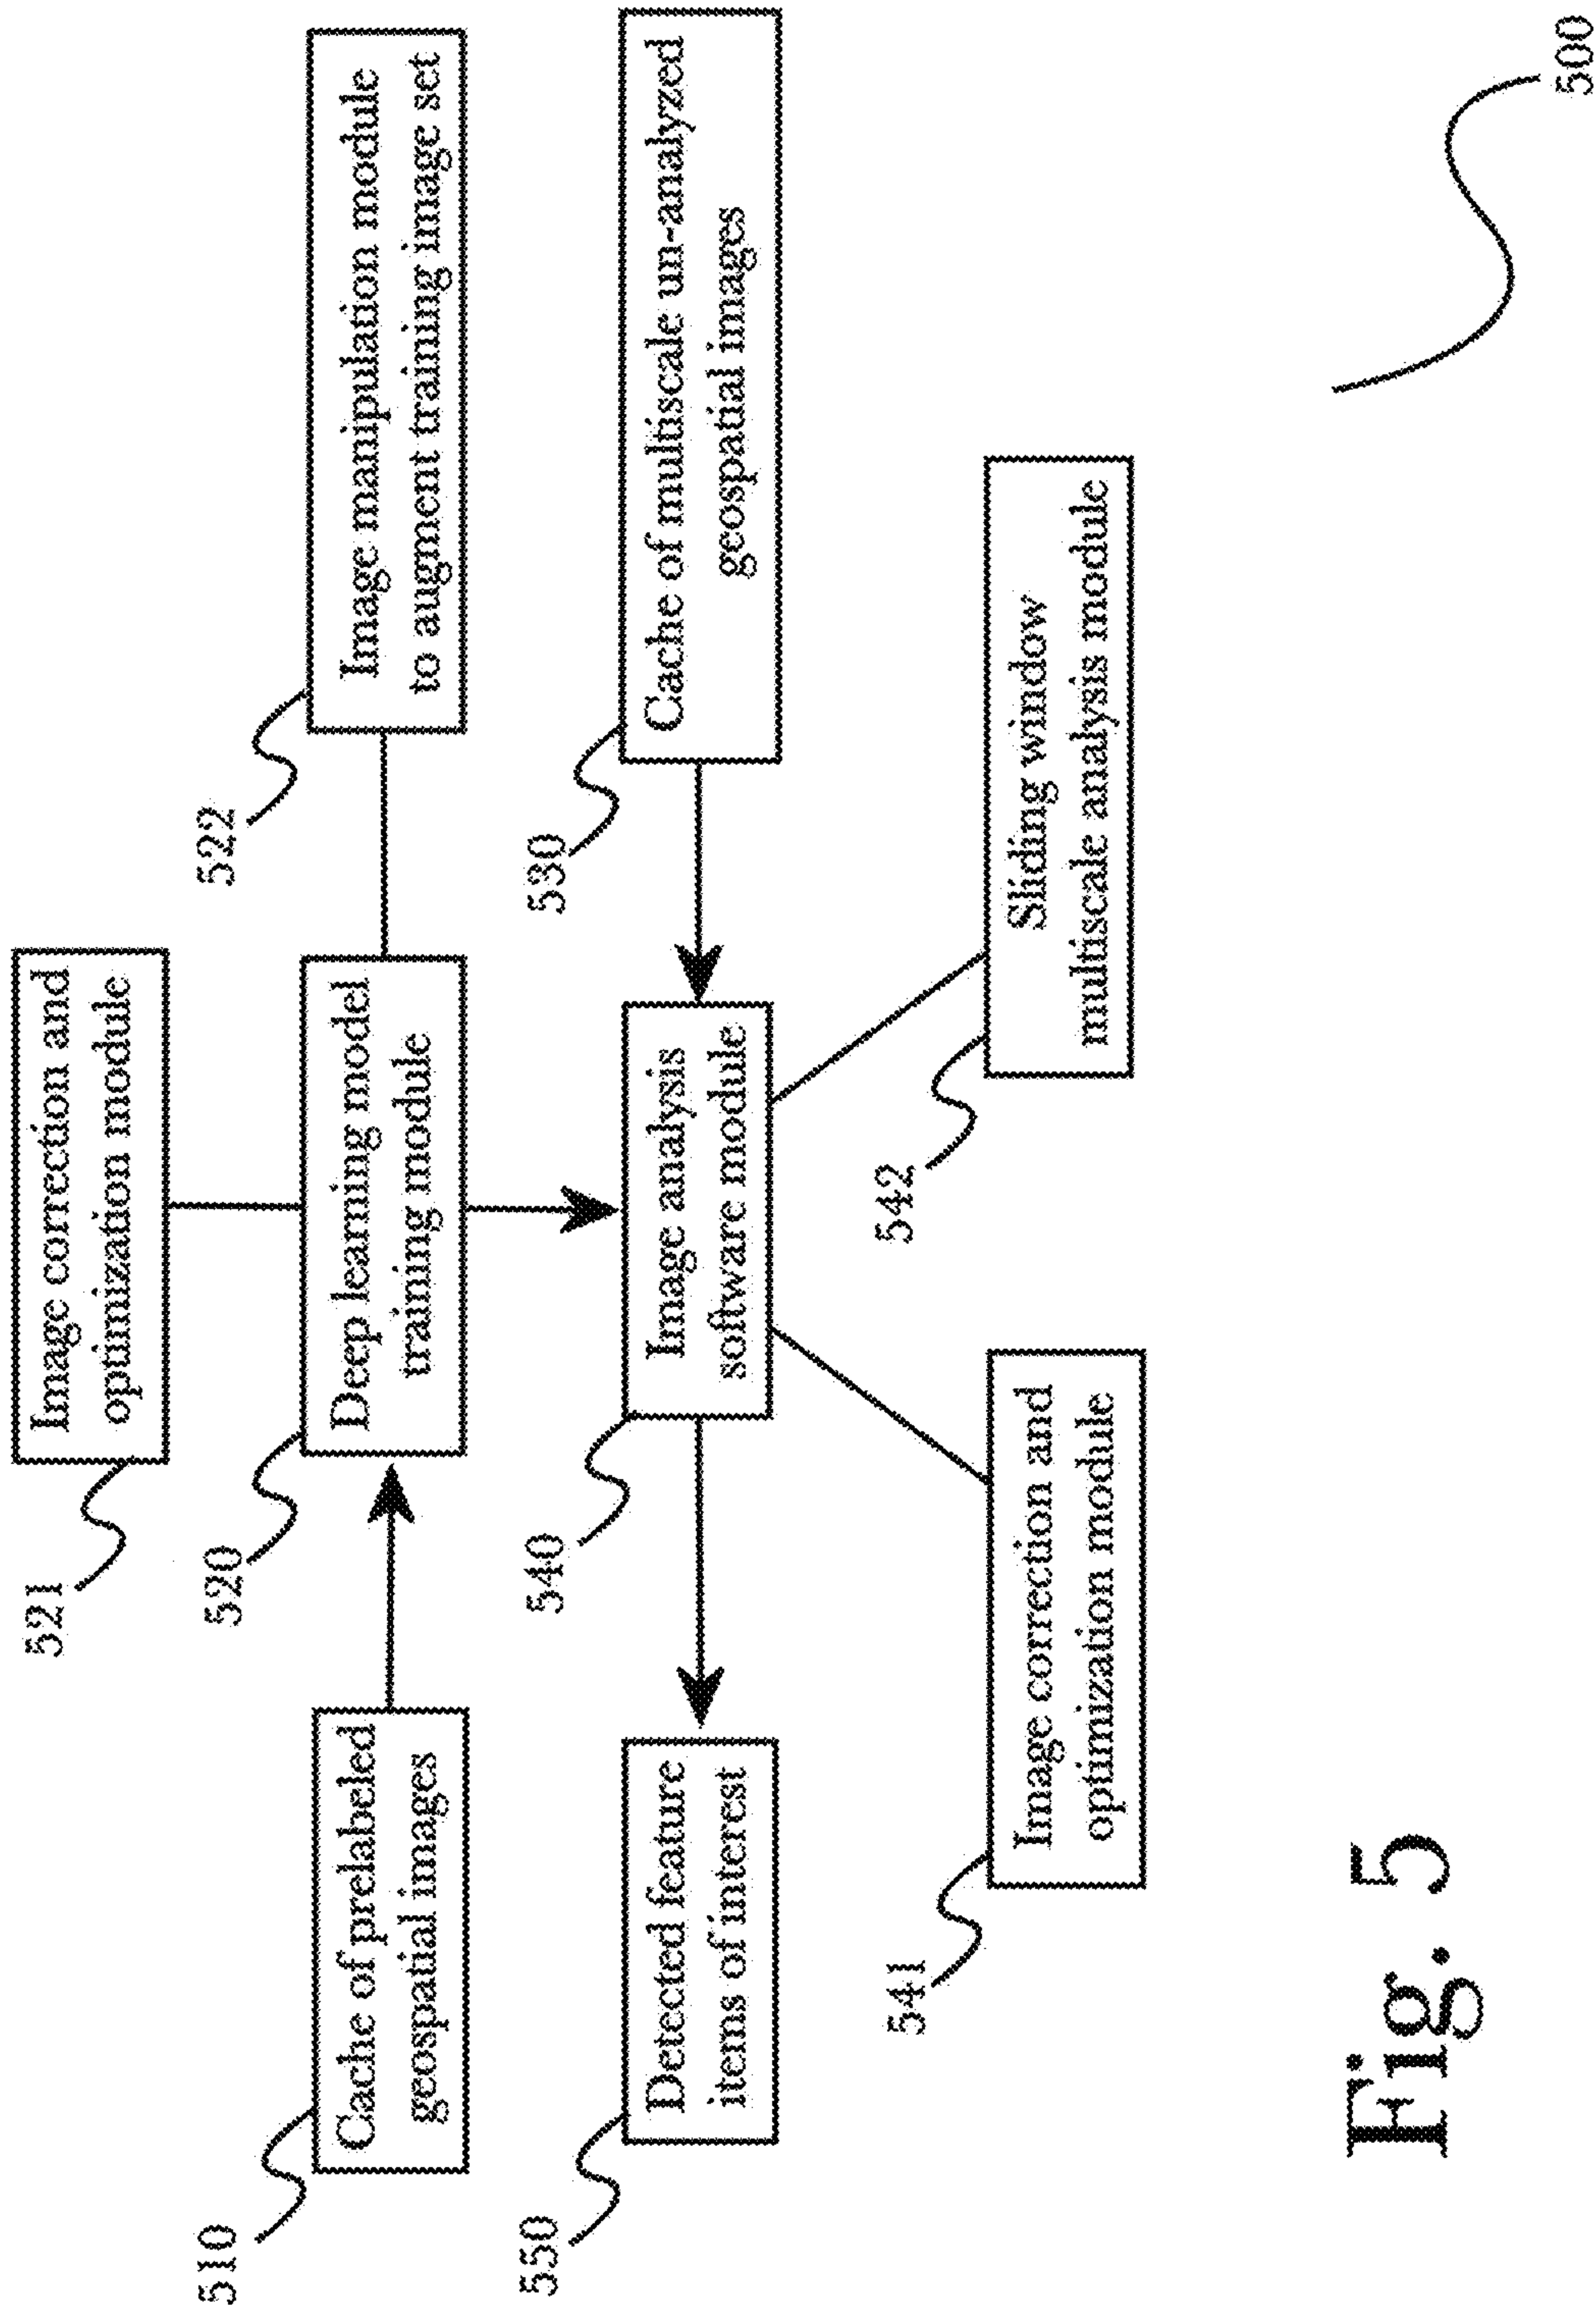 521
Image correction and
optimization module
510
Cache of prelabeled
geospatial images
520
Deep learning model
training module
522
Image manipulation module
to augment training image set
550
Detected feature
items of interest
540
Image analysis
software module
530
Cache of multiscale un-analyzed
geospatial images
541
Image correction and
optimization module
542
Sliding window
multiscale analysis module
Fig. 5
500